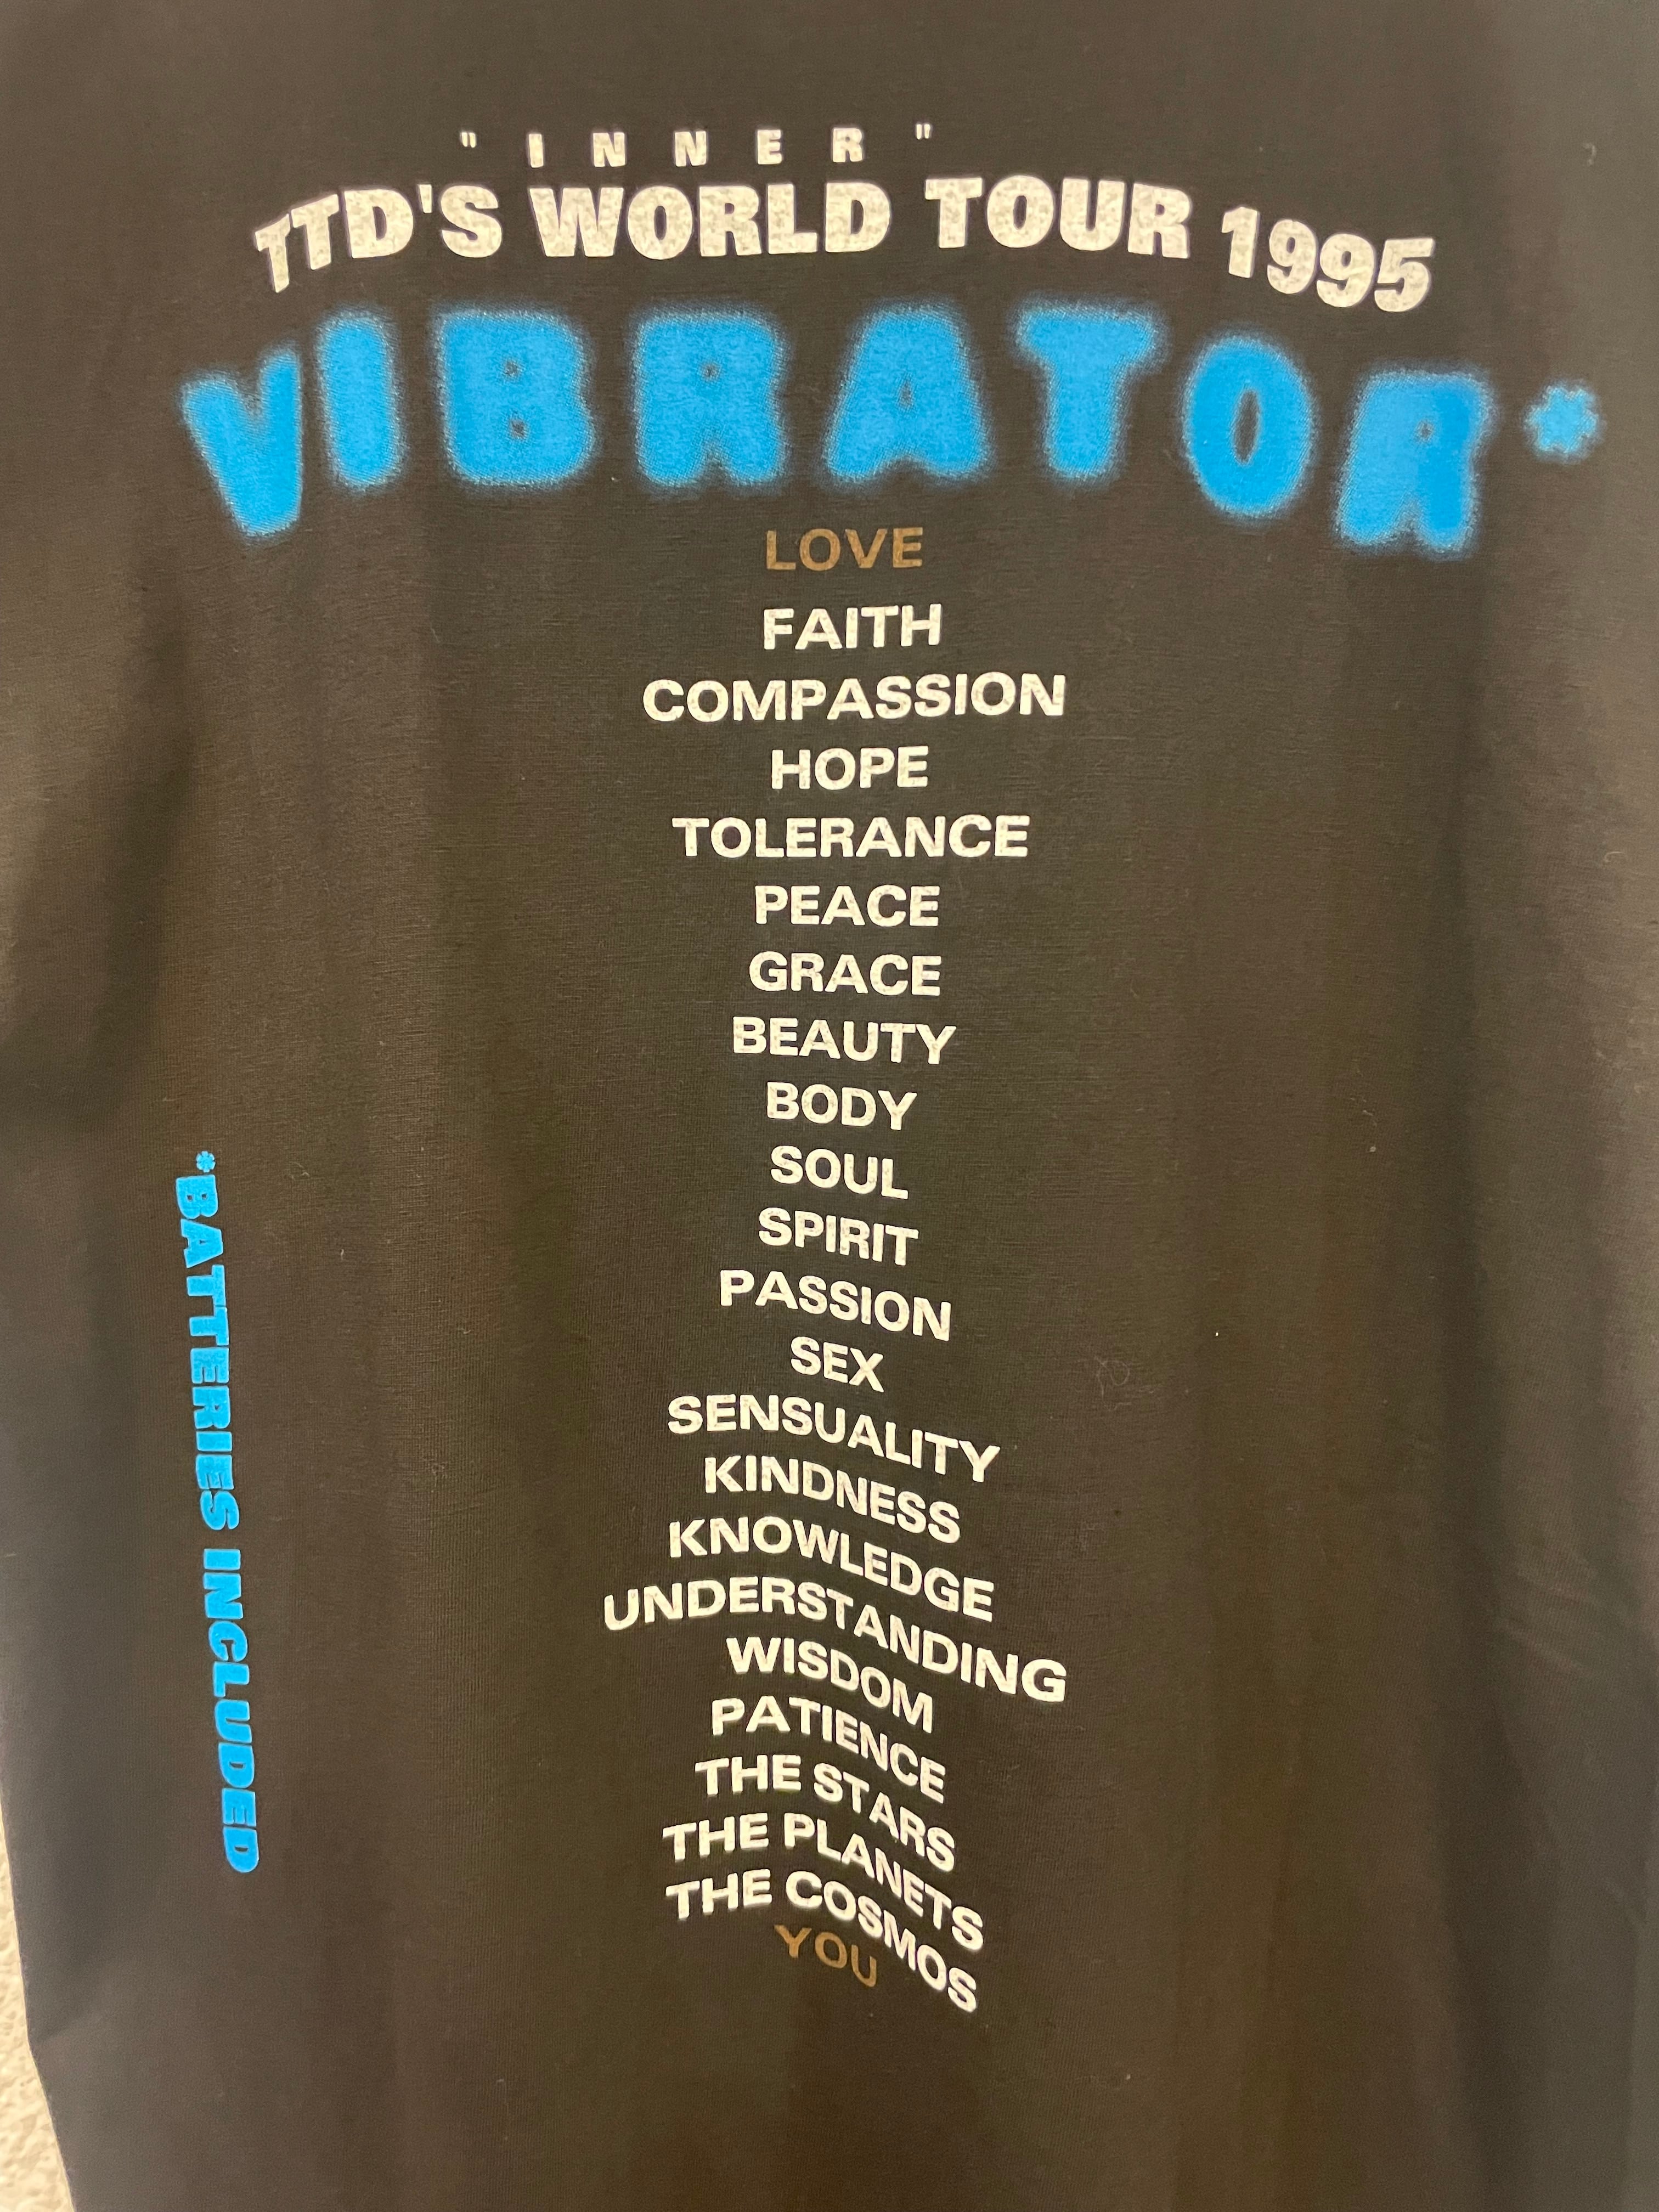 " I N N E R "
TTD'S WORLD TOUR 1995
VIBRATOR*
LOVE
FAITH
COMPASSION
HOPE
TOLERANCE
PEACE
GRACE
BEAUTY
BODY
SOUL
SPIRIT
PASSION
SEX
SENSUALITY
KINDNESS
KNOWLEDGE
UNDERSTANDING
WISDOM
PATIENCE
THE STARS
THE PLANETS
THE COSMOS
YOU
*BATTERIES INCLUDED